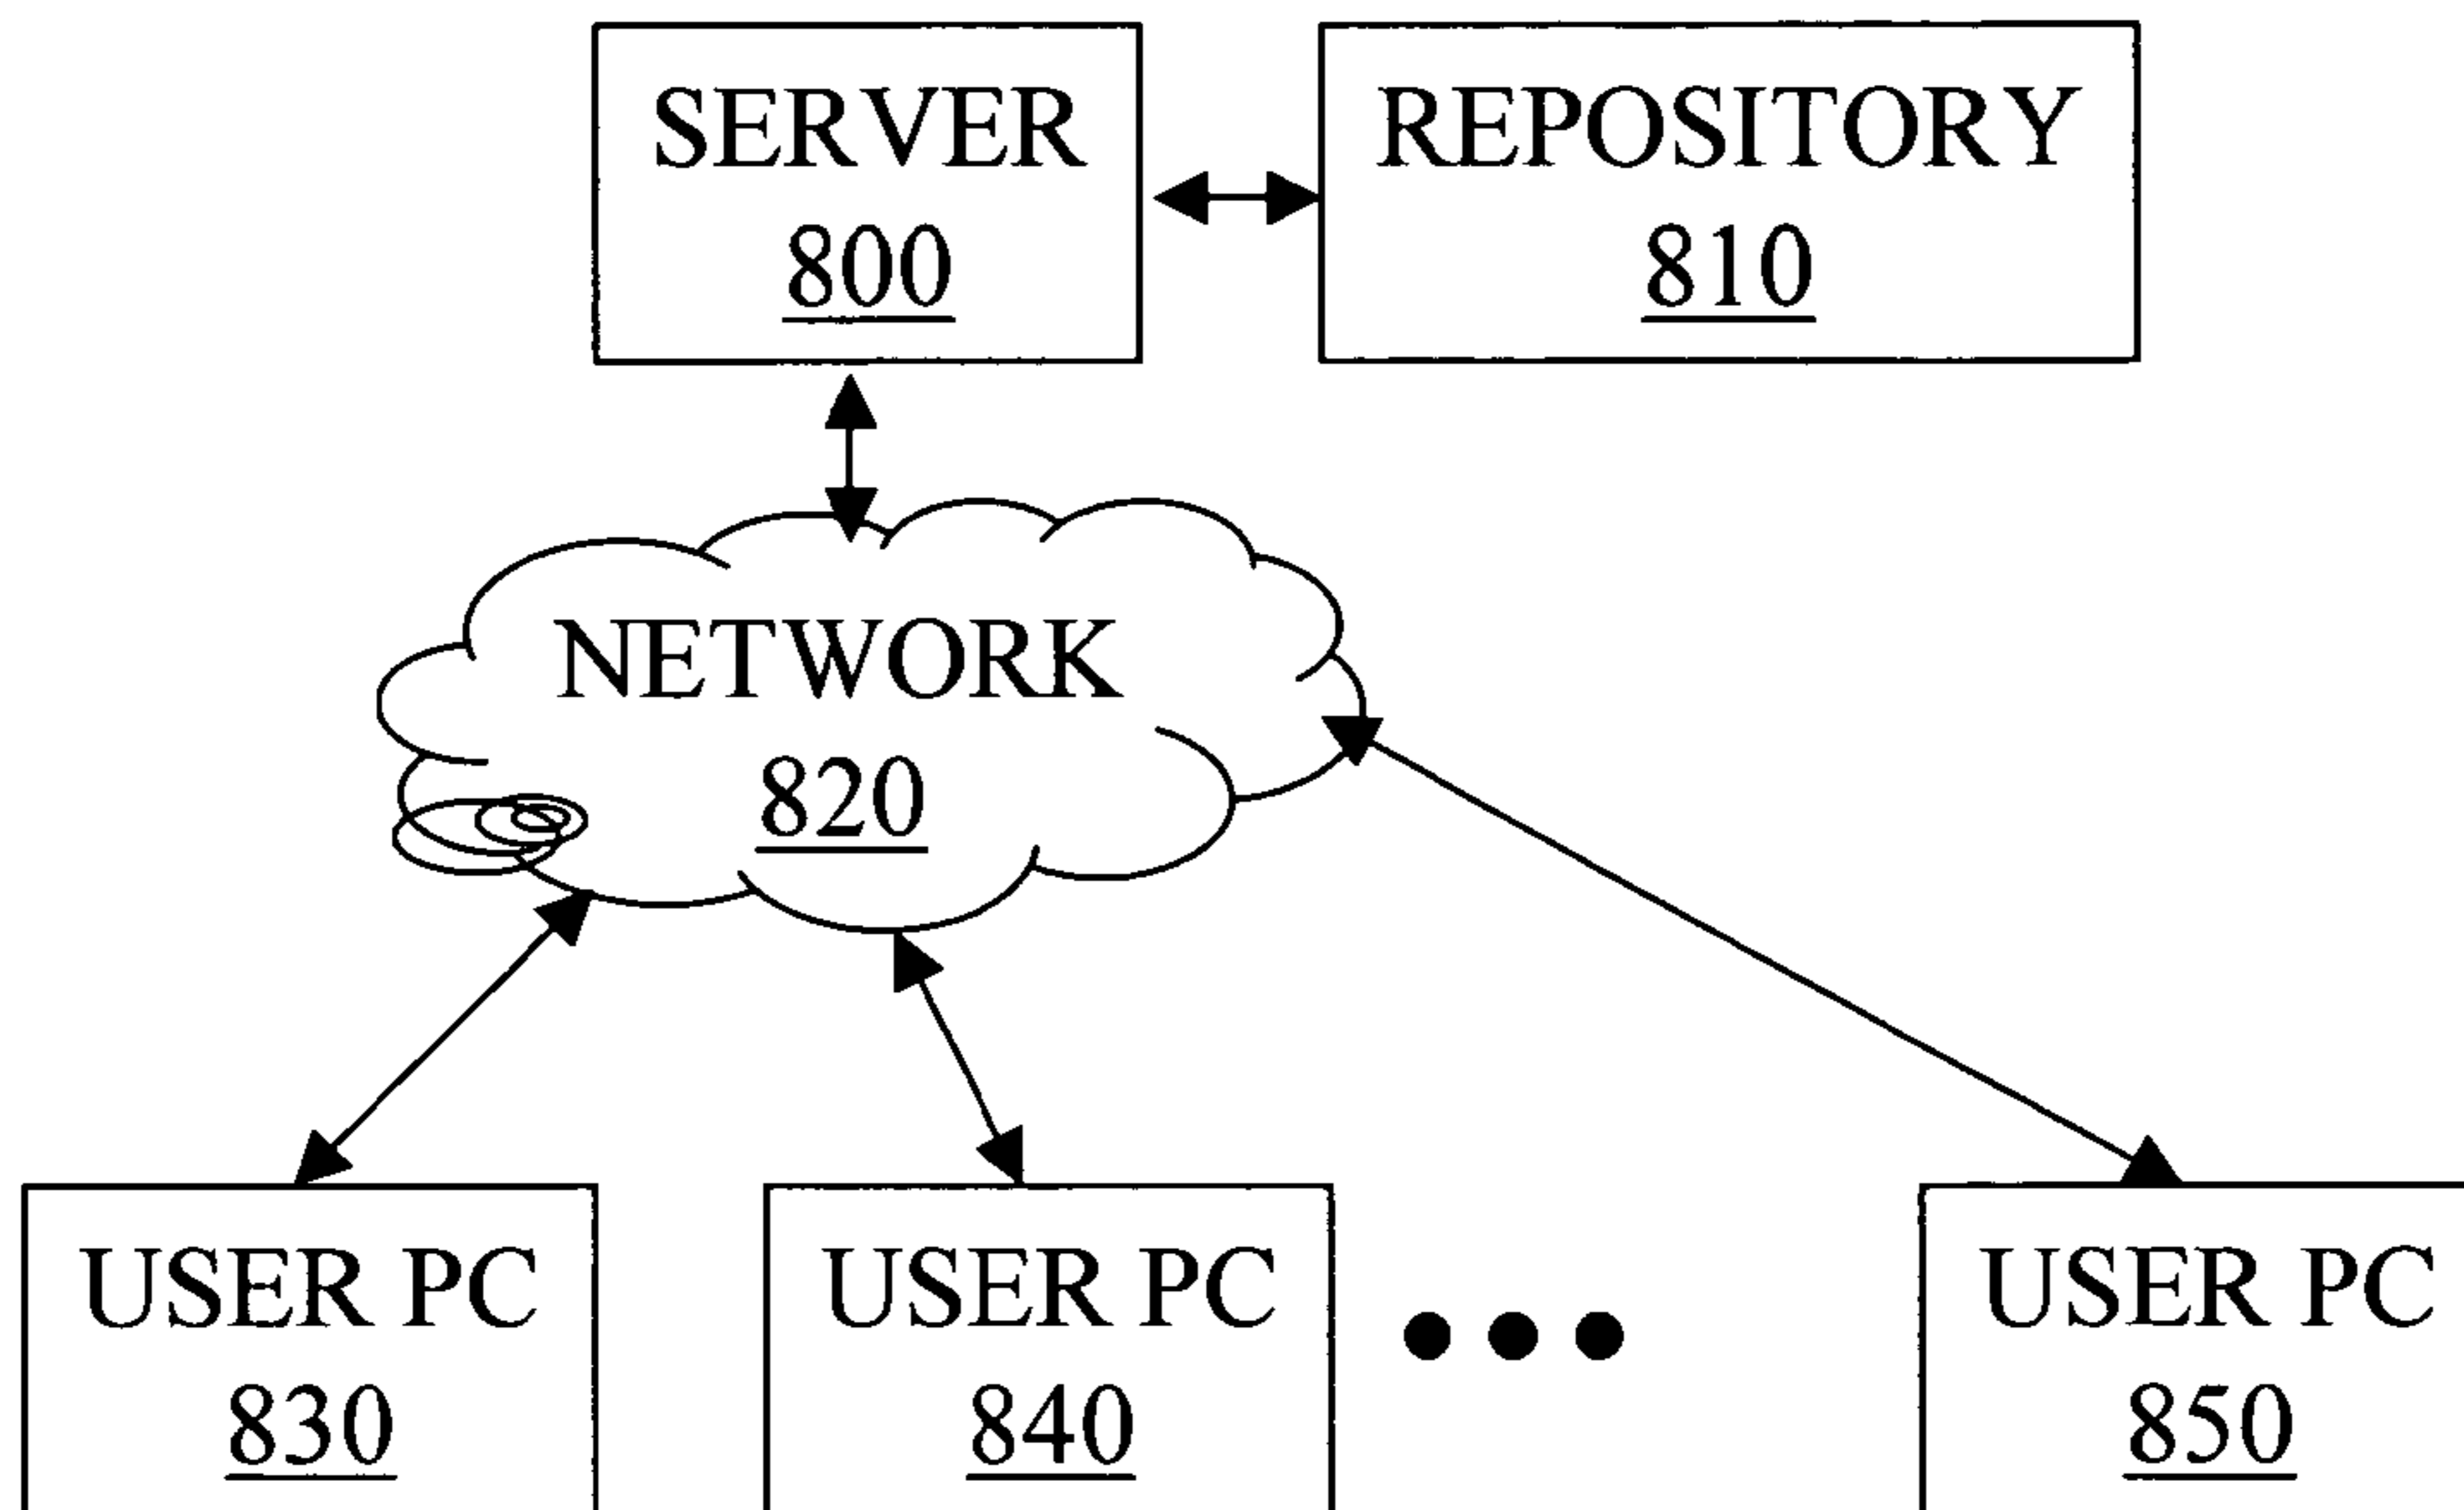 SERVER
800
REPOSITORY
810
NETWORK
820
USER PC
830
USER PC
840
USER PC
850